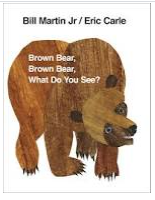 Bill Martin Jr / Eric Carle
Brown Bear,
Brown Bear,
What Do You See?